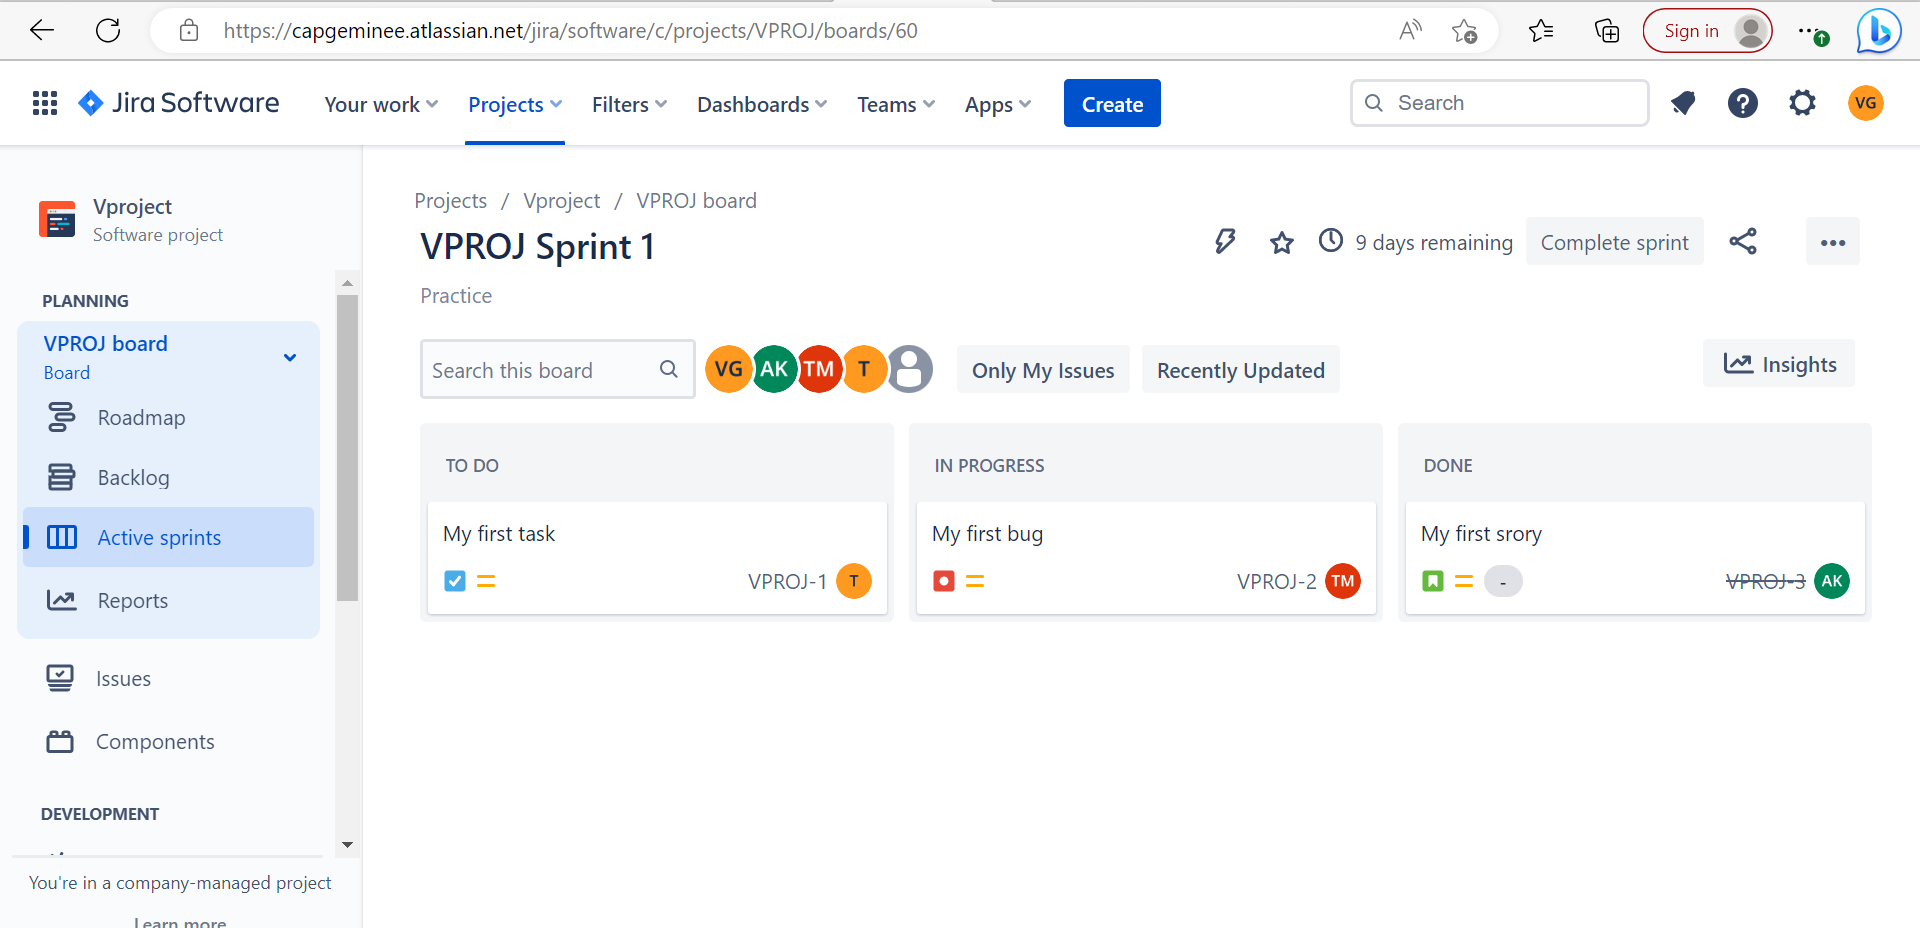 https://capgeminee.atlassian.net/jira/software/c/projects/VPROJ/boards/60
Sign in
Jira Software
Your work
Projects
Filters
Dashboards
Teams
Apps
Create
Search
VG
Vproject
Software project
PLANNING
VPROJ board
Board
Roadmap
Backlog
Active sprints
Reports
Issues
Components
DEVELOPMENT
You're in a company-managed project
Learn more
Projects / Vproject / VPROJ board
VPROJ Sprint 1
9 days remaining
Complete sprint
Practice
Search this board
VG AK TM T
Only My Issues
Recently Updated
Insights
TO DO
My first task
VPROJ-1 T
IN PROGRESS
My first bug
VPROJ-2 TM
DONE
My first srory
-
VPROJ-3 AK